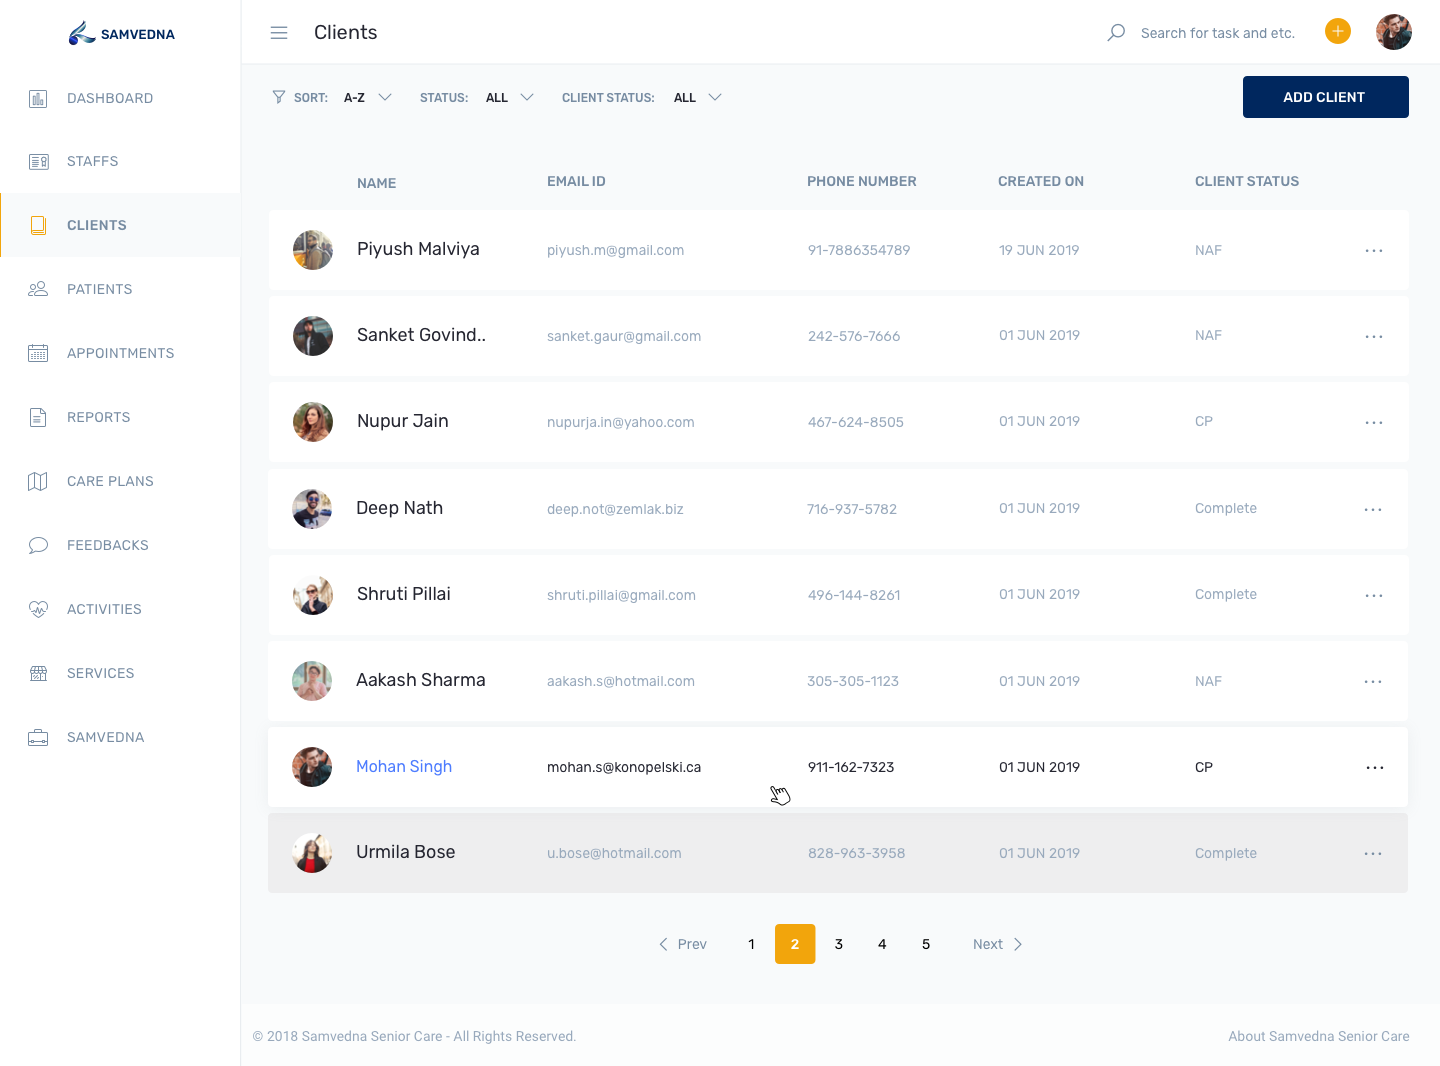 SAMVEDNA
Clients
Search for task and etc.
DASHBOARD
STAFFS
CLIENTS
PATIENTS
APPOINTMENTS
REPORTS
CARE PLANS
FEEDBACKS
ACTIVITIES
SERVICES
SAMVEDNA
SORT: A-Z STATUS: ALL CLIENT STATUS: ALL
ADD CLIENT
NAME EMAIL ID PHONE NUMBER CREATED ON CLIENT STATUS
Piyush Malviya piyush.m@gmail.com 91-7886354789 19 JUN 2019 NAF
Sanket Govind.. sanket.gaur@gmail.com 242-576-7666 01 JUN 2019 NAF
Nupur Jain nupurja.in@yahoo.com 467-624-8505 01 JUN 2019 CP
Deep Nath deep.not@zemlak.biz 716-937-5782 01 JUN 2019 Complete
Shruti Pillai shruti.pillai@gmail.com 496-144-8261 01 JUN 2019 Complete
Aakash Sharma aakash.s@hotmail.com 305-305-1123 01 JUN 2019 NAF
Mohan Singh mohan.s@konopelski.ca 911-162-7323 01 JUN 2019 CP
Urmila Bose u.bose@hotmail.com 828-963-3958 01 JUN 2019 Complete
Prev 1 2 3 4 5 Next
© 2018 Samvedna Senior Care - All Rights Reserved.
About Samvedna Senior Care